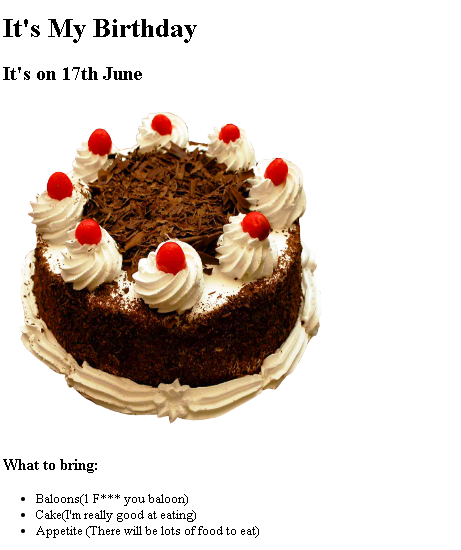 It's My Birthday
It's on 17th June
What to bring:
Baloons(1 F*** you baloon)
Cake(I'm really good at eating)
Appetite (There will be lots of food to eat)